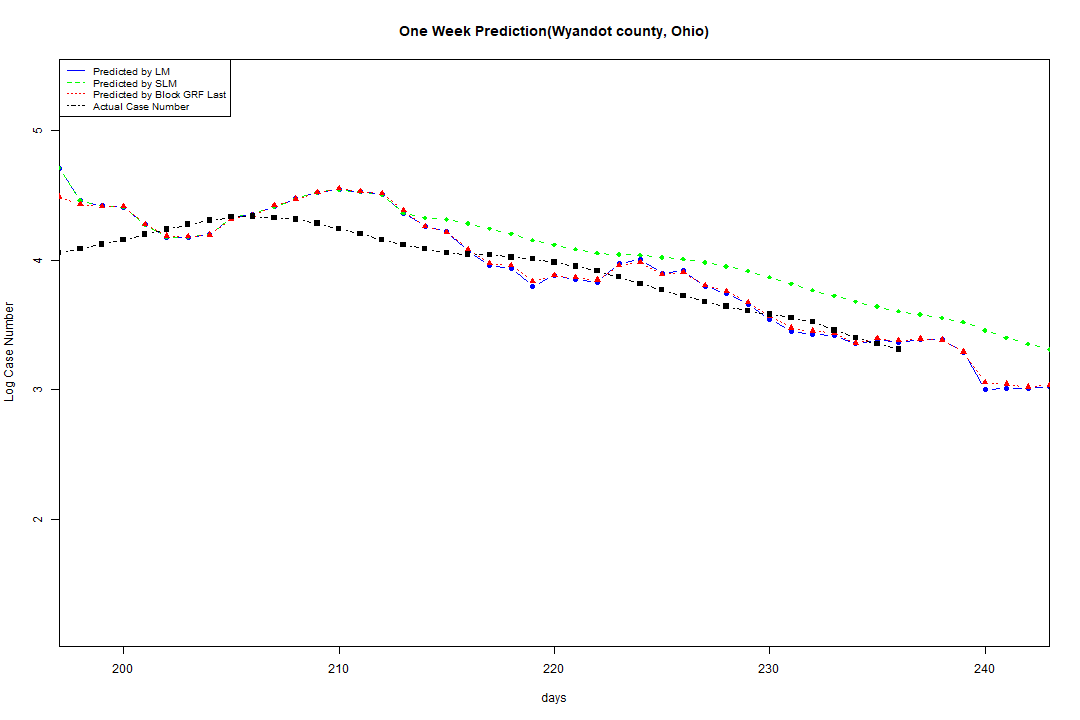 One Week Prediction(Wyandot county, Ohio)
Predicted by LM
Predicted by SLM
Predicted by Block GRF Last
Actual Case Number
5
4
3
2
Log Case Number
200 210 220 230 240
days